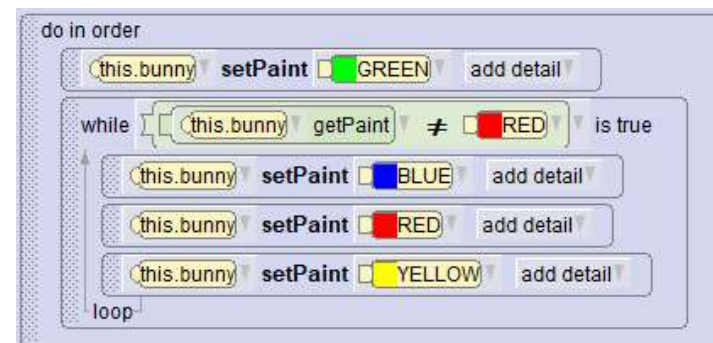 do in order
this.bunny setPaint GREEN add detail
while this.bunny getPaint ≠ RED is true
this.bunny setPaint BLUE add detail
this.bunny setPaint RED add detail
this.bunny setPaint YELLOW add detail
loop